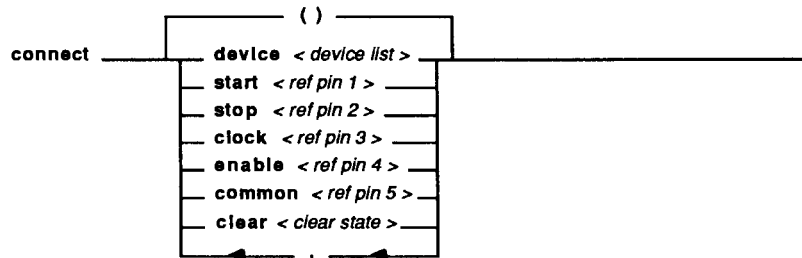 ( )
connect device < device list >
start < ref pin 1 >
stop < ref pin 2 >
clock < ref pin 3 >
enable < ref pin 4 >
common < ref pin 5 >
clear < clear state >
,